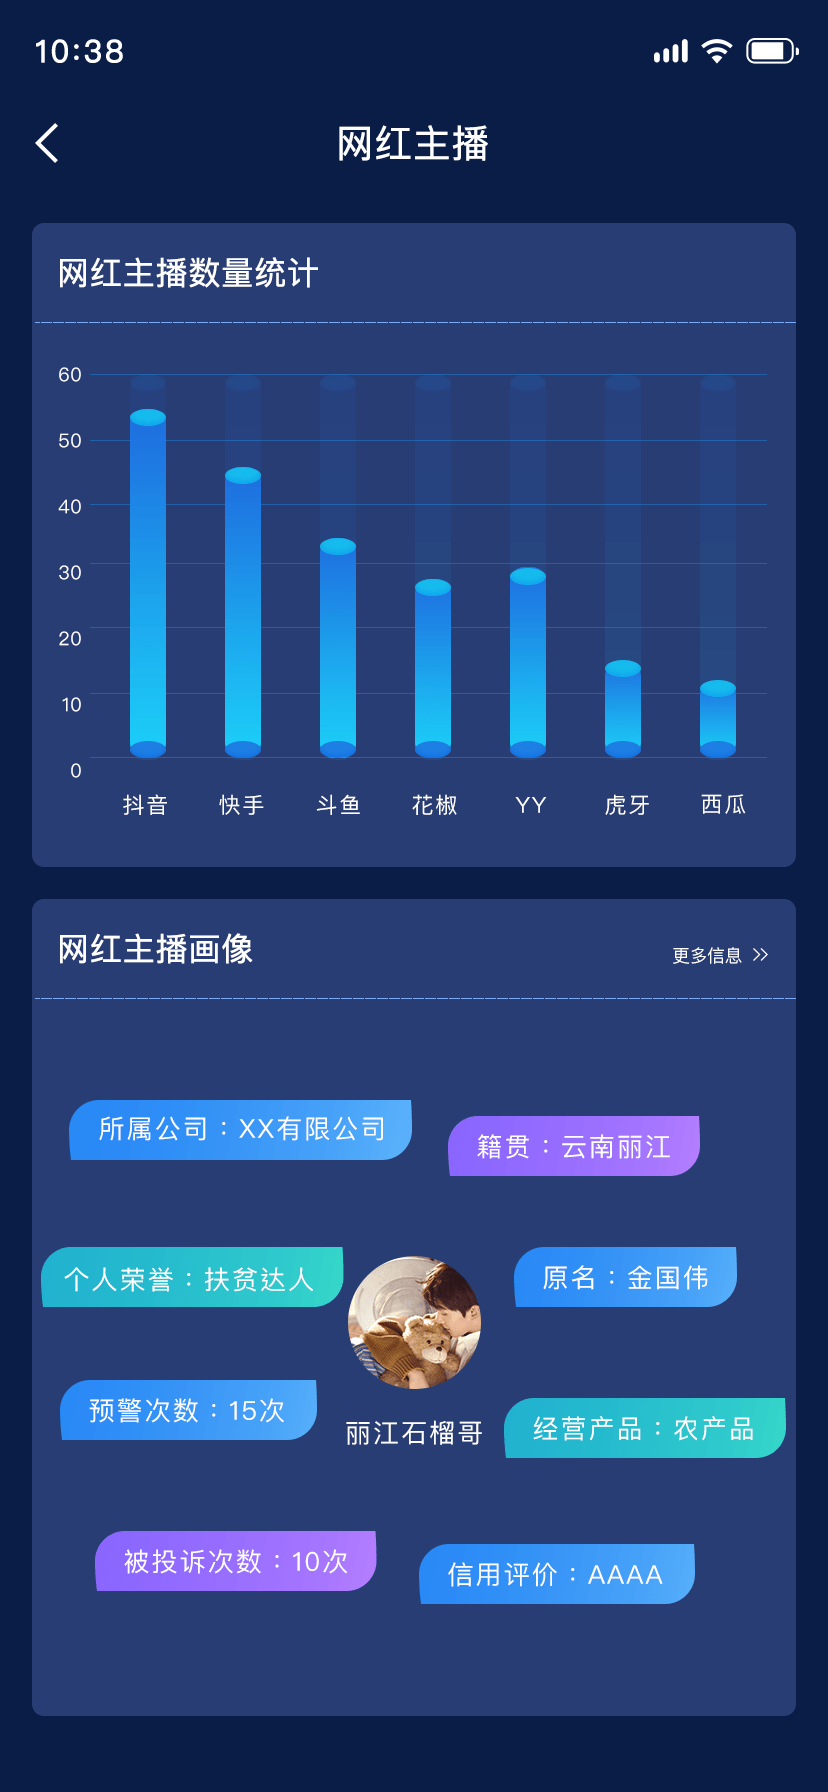 10:38
网红主播
网红主播数量统计
60
50
40
30
20
10
0
抖音 快手 斗鱼 花椒 YY 虎牙 西瓜
网红主播画像
更多信息
所属公司：XX有限公司
籍贯：云南丽江
个人荣誉：扶贫达人
原名：金国伟
预警次数：15次
丽江石榴哥
经营产品：农产品
被投诉次数：10次
信用评价：AAAA